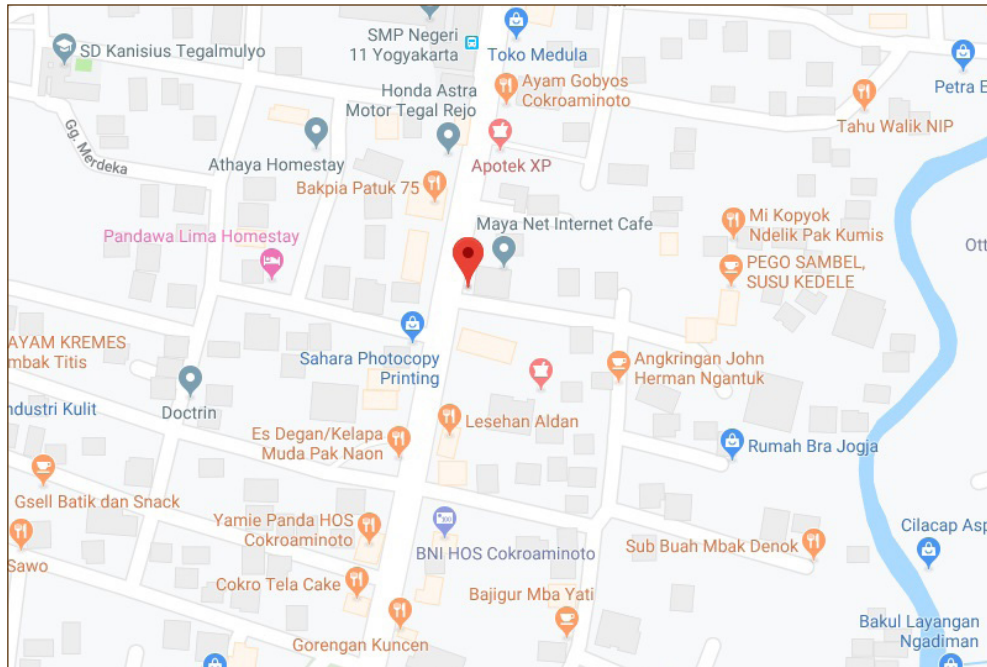 SMP Negeri
11 Yogyakarta
SD Kanisius Tegalmulyo
Toko Medula
Petra E
Honda Astra
Motor Tegal Rejo
Ayam Gobyos
Cokroaminoto
Tahu Walik NIP
Gg. Merdeka
Athaya Homestay
Apotek XP
Bakpia Patuk 75
Pandawa Lima Homestay
Maya Net Internet Cafe
Mi Kopyok
Ndelik Pak Kumis
Ott
PEGO SAMBEL,
SUSU KEDELE
AYAM KREMES
mbak Titis
Sahara Photocopy
Printing
Angkringan John
Herman Ngantuk
ndustri Kulit
Doctrin
Lesehan Aldan
Es Degan/Kelapa
Muda Pak Naon
Rumah Bra Jogja
Gsell Batik dan Snack
Yamie Panda HOS
Cokroaminoto
BNI HOS Cokroaminoto
Sub Buah Mbak Denok
Cilacap Asp
Sawo
Cokro Tela Cake
Bajigur Mba Yati
Gorengan Kuncen
Bakul Layangan
Ngadiman